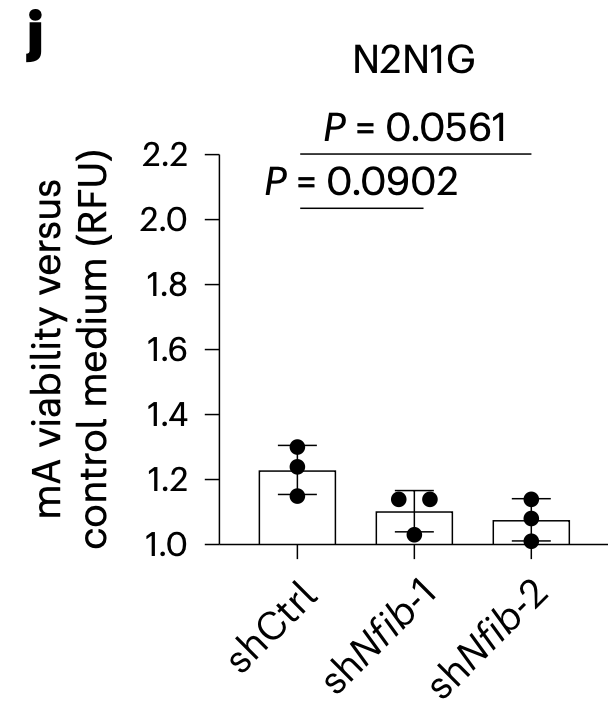 j
N2N1G
P = 0.0561
P = 0.0902
mA viability versus
control medium (RFU)
2.2
2.0
1.8
1.6
1.4
1.2
1.0
shCtrl
shNfib-1
shNfib-2